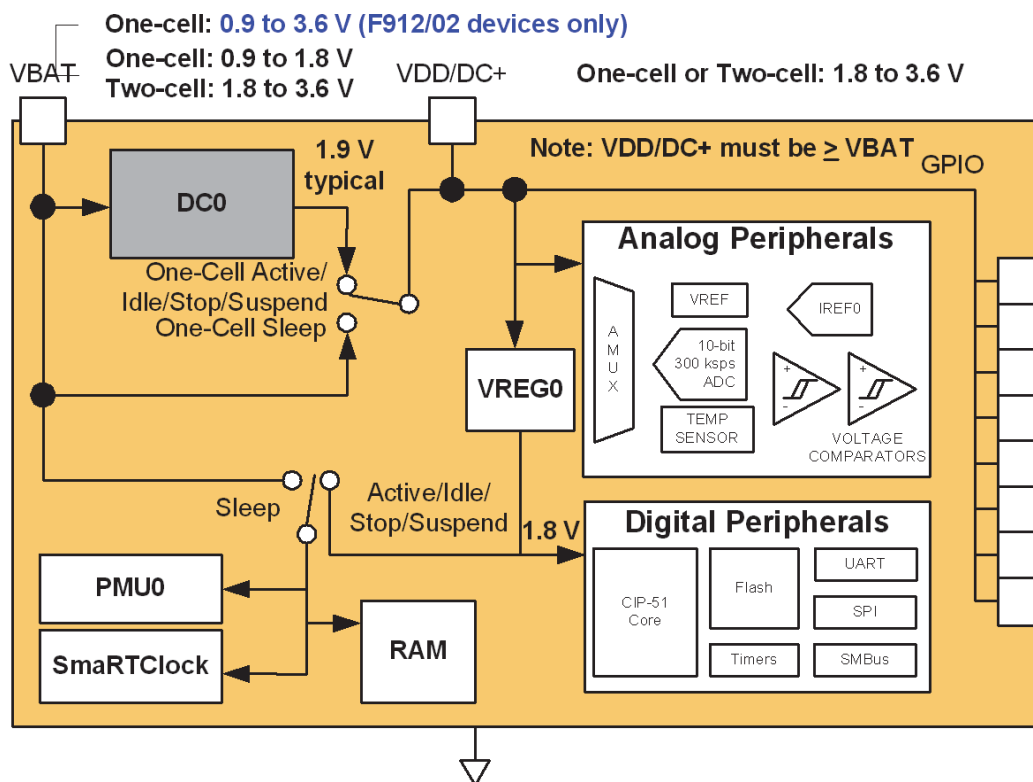 One-cell: 0.9 to 3.6 V (F912/02 devices only)
One-cell: 0.9 to 1.8 V
Two-cell: 1.8 to 3.6 V
VBAT
VDD/DC+
One-cell or Two-cell: 1.8 to 3.6 V
Note: VDD/DC+ must be ≥ VBAT
GPIO
1.9 V
typical
DC0
One-Cell Active/
Idle/Stop/Suspend
One-Cell Sleep
VREG0
Analog Peripherals
AMUX
VREF
IREF0
10-bit
300 ksps
ADC
TEMP
SENSOR
+
-
+
-
VOLTAGE
COMPARATORS
Sleep
Active/Idle/
Stop/Suspend
1.8 V
Digital Peripherals
CIP-51
Core
Flash
Timers
UART
SPI
SMBus
PMU0
SmaRTClock
RAM